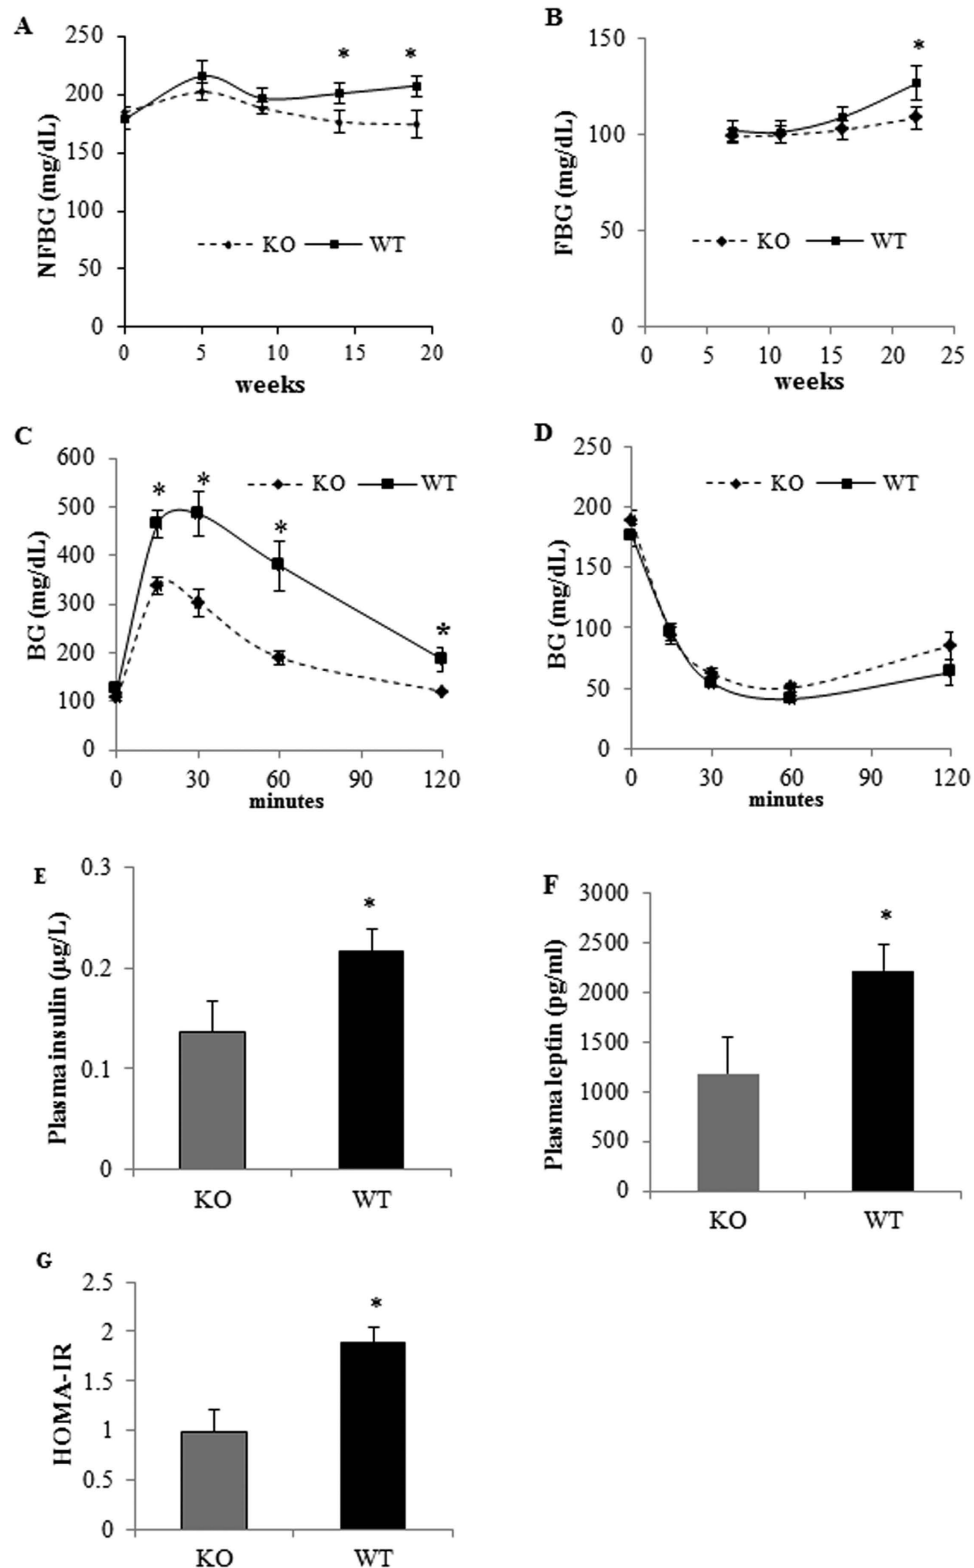 A
NFBG (mg/dL)
250
200
150
100
50
0
* *
KO WT
0 5 10 15 20
weeks
B
FBG (mg/dL)
150
100
50
0
*
KO WT
0 5 10 15 20 25
weeks
C
BG (mg/dL)
600
500
400
300
200
100
0
* * * *
KO WT
0 30 60 90 120
minutes
D
BG (mg/dL)
250
200
150
100
50
0
KO WT
0 30 60 90 120
minutes
E
Plasma insulin (µg/L)
0.3
0.2
0.1
0
*
KO WT
F
Plasma leptin (pg/ml)
3000
2500
2000
1500
1000
500
0
*
KO WT
G
HOMA-IR
2.5
2
1.5
1
0.5
0
*
KO WT